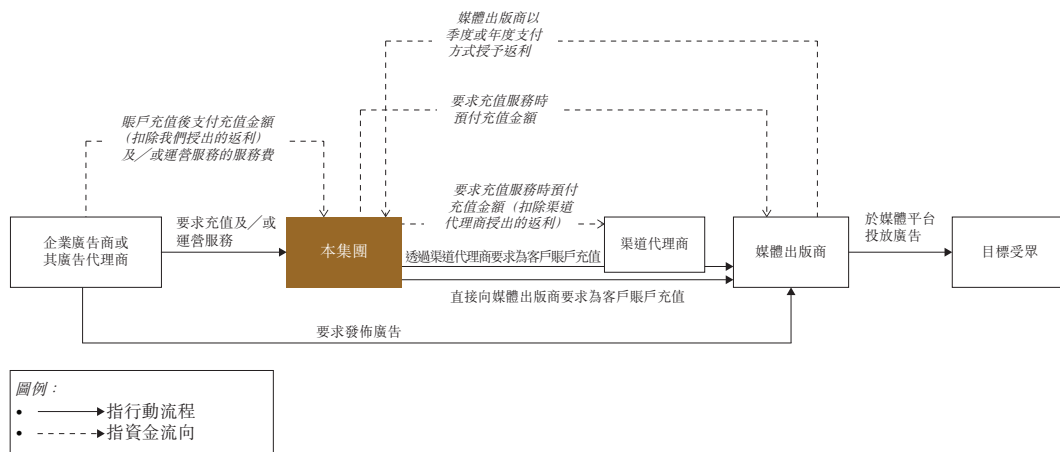 媒體出版商以
季度或年度支付
方式授予返利
要求充值服務時
預付充值金額
賬戶充值後支付充值金額
(扣除我們授出的返利)
及╱或運營服務的服務費
要求充值服務時預付
充值金額(扣除渠道
代理商授出的返利)
企業廣告商或
其廣告代理商
要求充值及╱或
運營服務
本集團
渠道代理商
媒體出版商
於媒體平台
投放廣告
目標受眾
透過渠道代理商要求為客戶賬戶充值
直接向媒體出版商要求為客戶賬戶充值
要求發佈廣告
圖例：
• 指行動流程
• 指資金流向